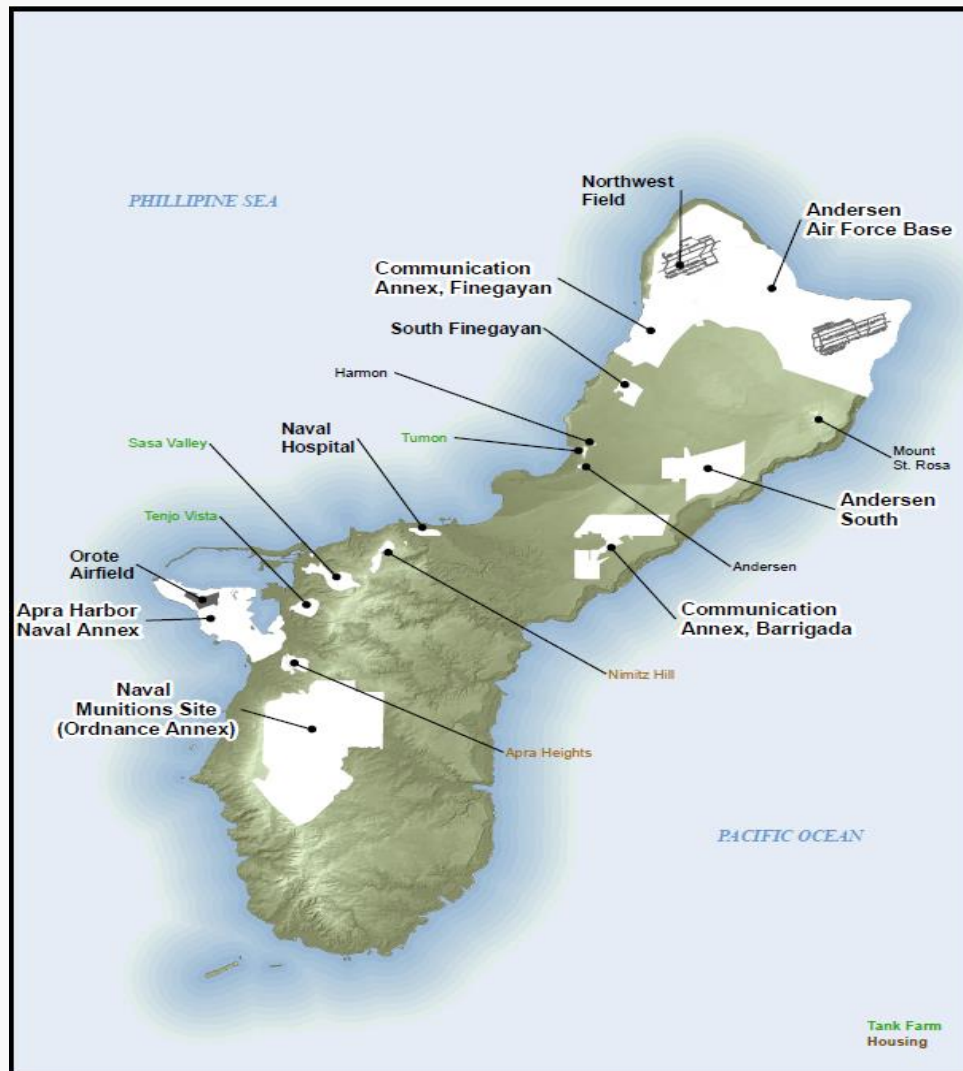 Northwest
Field
PHILLIPINE SEA
Andersen
Air Force Base
Communication
Annex, Finegayan
South Finegayan
Harmon
Naval
Hospital
Tumon
Sasa Valley
Mount
St. Rosa
Andersen
South
Tenjo Vista
Orote
Airfield
Andersen
Apra Harbor
Naval Annex
Communication
Annex, Barrigada
Nimitz Hill
Naval
Munitions Site
(Ordnance Annex)
Apra Heights
PACIFIC OCEAN
Tank Farm
Housing